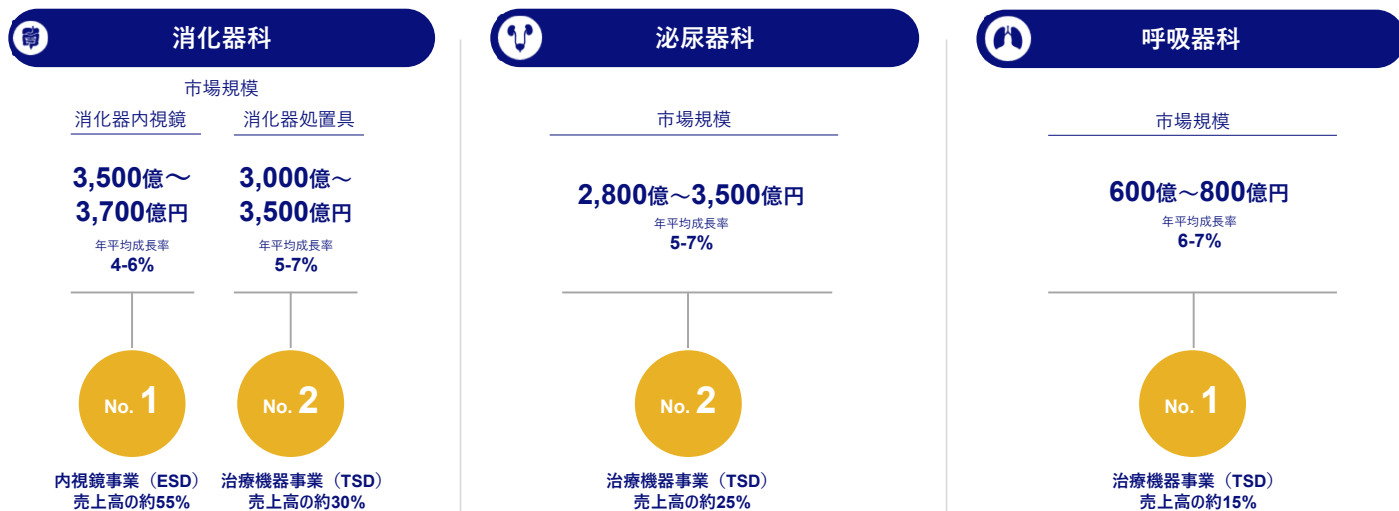 消化器科
市場規模
消化器内視鏡
3,500億～
3,700億円
年平均成長率
4-6%
No. 1
内視鏡事業（ESD）
売上高の約55%
消化器処置具
3,000億～
3,500億円
年平均成長率
5-7%
No. 2
治療機器事業（TSD）
売上高の約30%
泌尿器科
市場規模
2,800億～3,500億円
年平均成長率
5-7%
No. 2
治療機器事業（TSD）
売上高の約25%
呼吸器科
市場規模
600億～800億円
年平均成長率
6-7%
No. 1
治療機器事業（TSD）
売上高の約15%